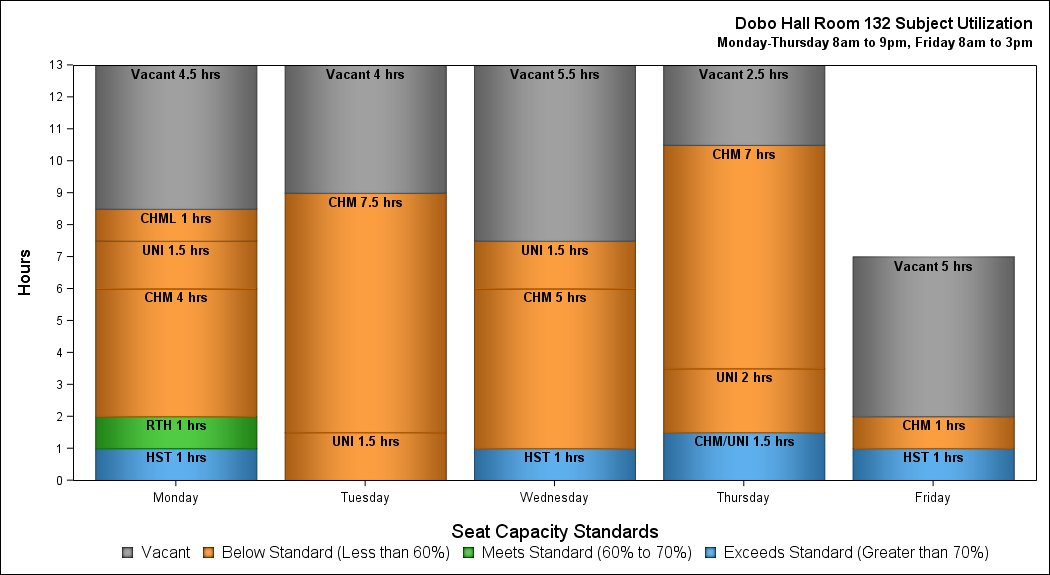 Dobo Hall Room 132 Subject Utilization
Monday-Thursday 8am to 9pm, Friday 8am to 3pm
Hours
13
12
11
10
9
8
7
6
5
4
3
2
1
0
Vacant 4.5 hrs
CHML 1 hrs
UNI 1.5 hrs
CHM 4 hrs
RTH 1 hrs
HST 1 hrs
Vacant 4 hrs
CHM 7.5 hrs
UNI 1.5 hrs
Vacant 5.5 hrs
UNI 1.5 hrs
CHM 5 hrs
HST 1 hrs
Vacant 2.5 hrs
CHM 7 hrs
UNI 2 hrs
CHM/UNI 1.5 hrs
Vacant 5 hrs
CHM 1 hrs
HST 1 hrs
Monday Tuesday Wednesday Thursday Friday
Seat Capacity Standards
Vacant Below Standard (Less than 60%) Meets Standard (60% to 70%) Exceeds Standard (Greater than 70%)